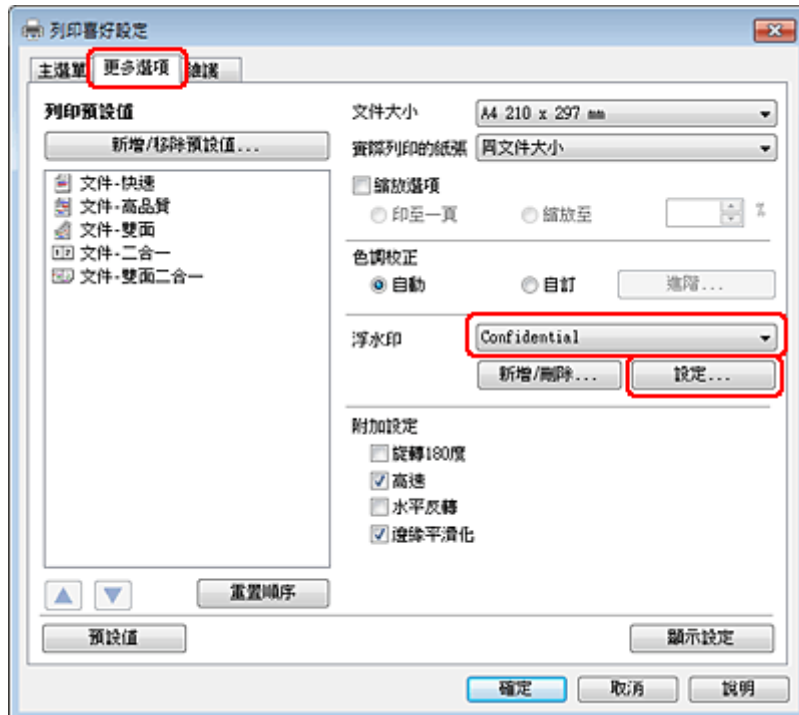 列印喜好設定
主選單 更多選項 維護
列印預設值
新增/移除預設值...
文件-快速
文件-高品質
文件-雙面
文件-二合一
文件-雙面二合一
重置順序
預設值
文件大小 A4 210 x 297 mm
實際列印的紙張 同文件大小
縮放選項
印至一頁 縮放至 %
色調校正
自動 自訂 進階...
浮水印 Confidential
新增/刪除... 設定...
附加設定
旋轉180度
高速
水平反轉
邊緣平滑化
顯示設定
確定 取消 說明